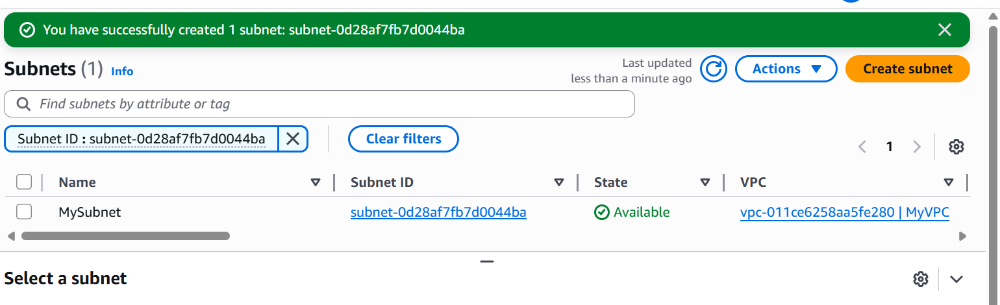 You have successfully created 1 subnet: subnet-0d28af7fb7d0044ba
Subnets (1) Info
Last updated
less than a minute ago
Actions
Create subnet
Find subnets by attribute or tag
Subnet ID : subnet-0d28af7fb7d0044ba
Clear filters
1
Name Subnet ID State VPC
MySubnet subnet-0d28af7fb7d0044ba Available vpc-011ce6258aa5fe280 | MyVPC
Select a subnet